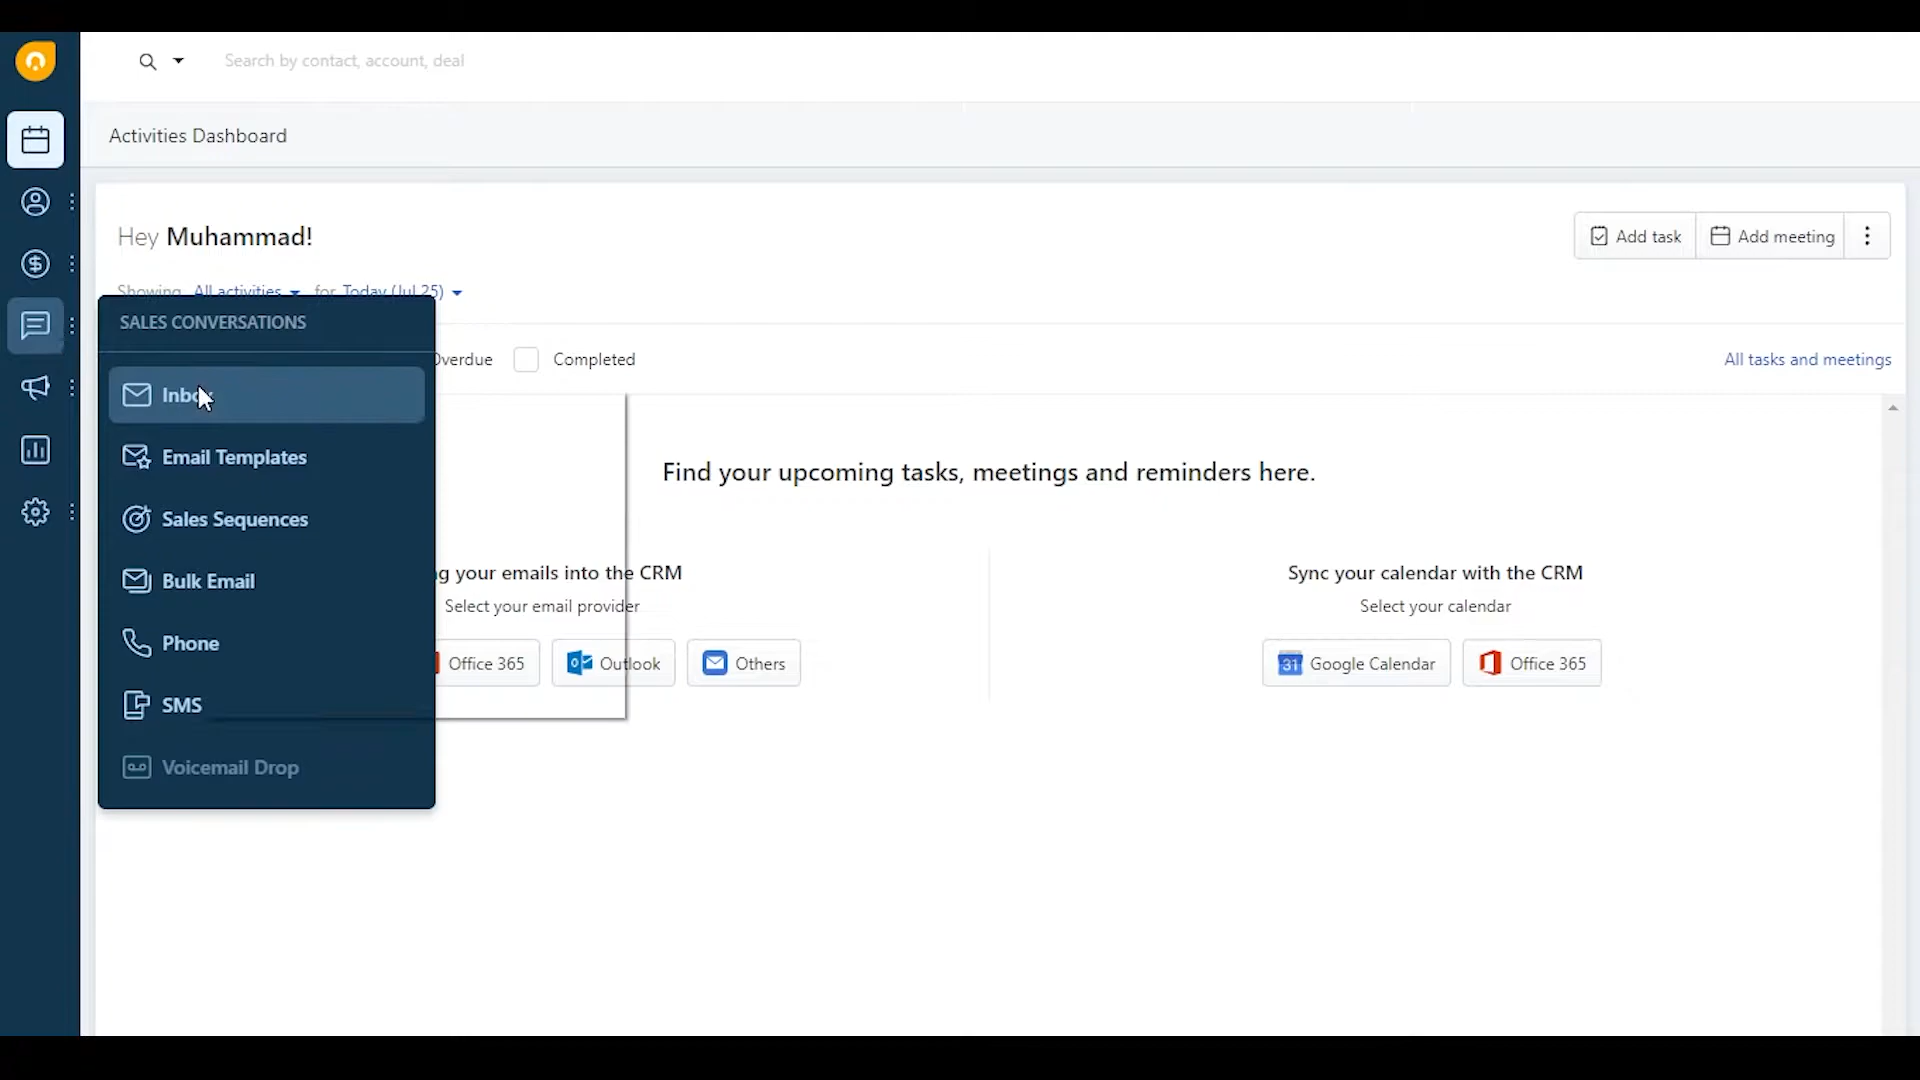 Search by contact, account, deal
Activities Dashboard
Hey Muhammad!
Add task
Add meeting
Showing All activities for Today (Jul 25)
SALES CONVERSATIONS
Overdue
Completed
All tasks and meetings
Inbox
Email Templates
Sales Sequences
Bulk Email
Phone
SMS
Voicemail Drop
Find your upcoming tasks, meetings and reminders here.
your emails into the CRM
Select your email provider
Office 365
Outlook
Others
Sync your calendar with the CRM
Select your calendar
31
Google Calendar
Office 365